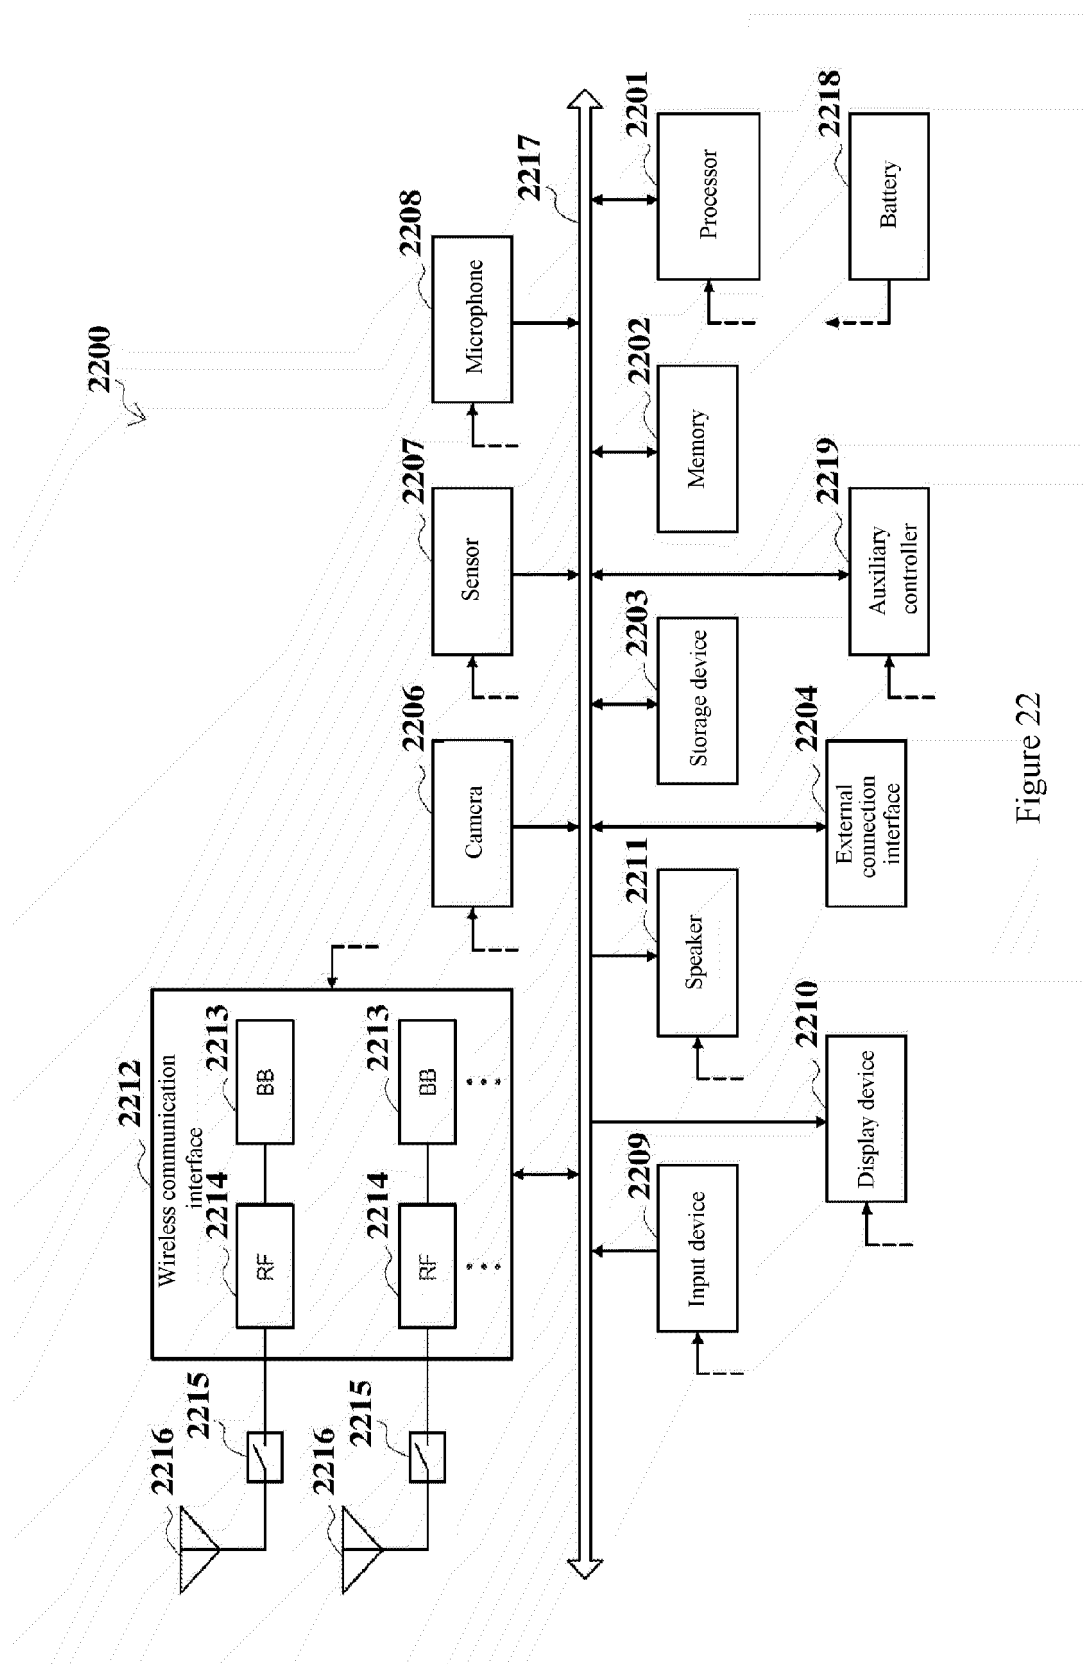 2200
2212
Wireless communication
interface
2216
2215
2214
RF
2213
BB
2216
2215
2214
RF
2213
BB
2206
Camera
2207
Sensor
2208
Microphone
2217
2209
Input device
2211
Speaker
2203
Storage device
2202
Memory
2201
Processor
2210
Display device
2204
External
connection
interface
2219
Auxiliary
controller
2218
Battery
Figure 22